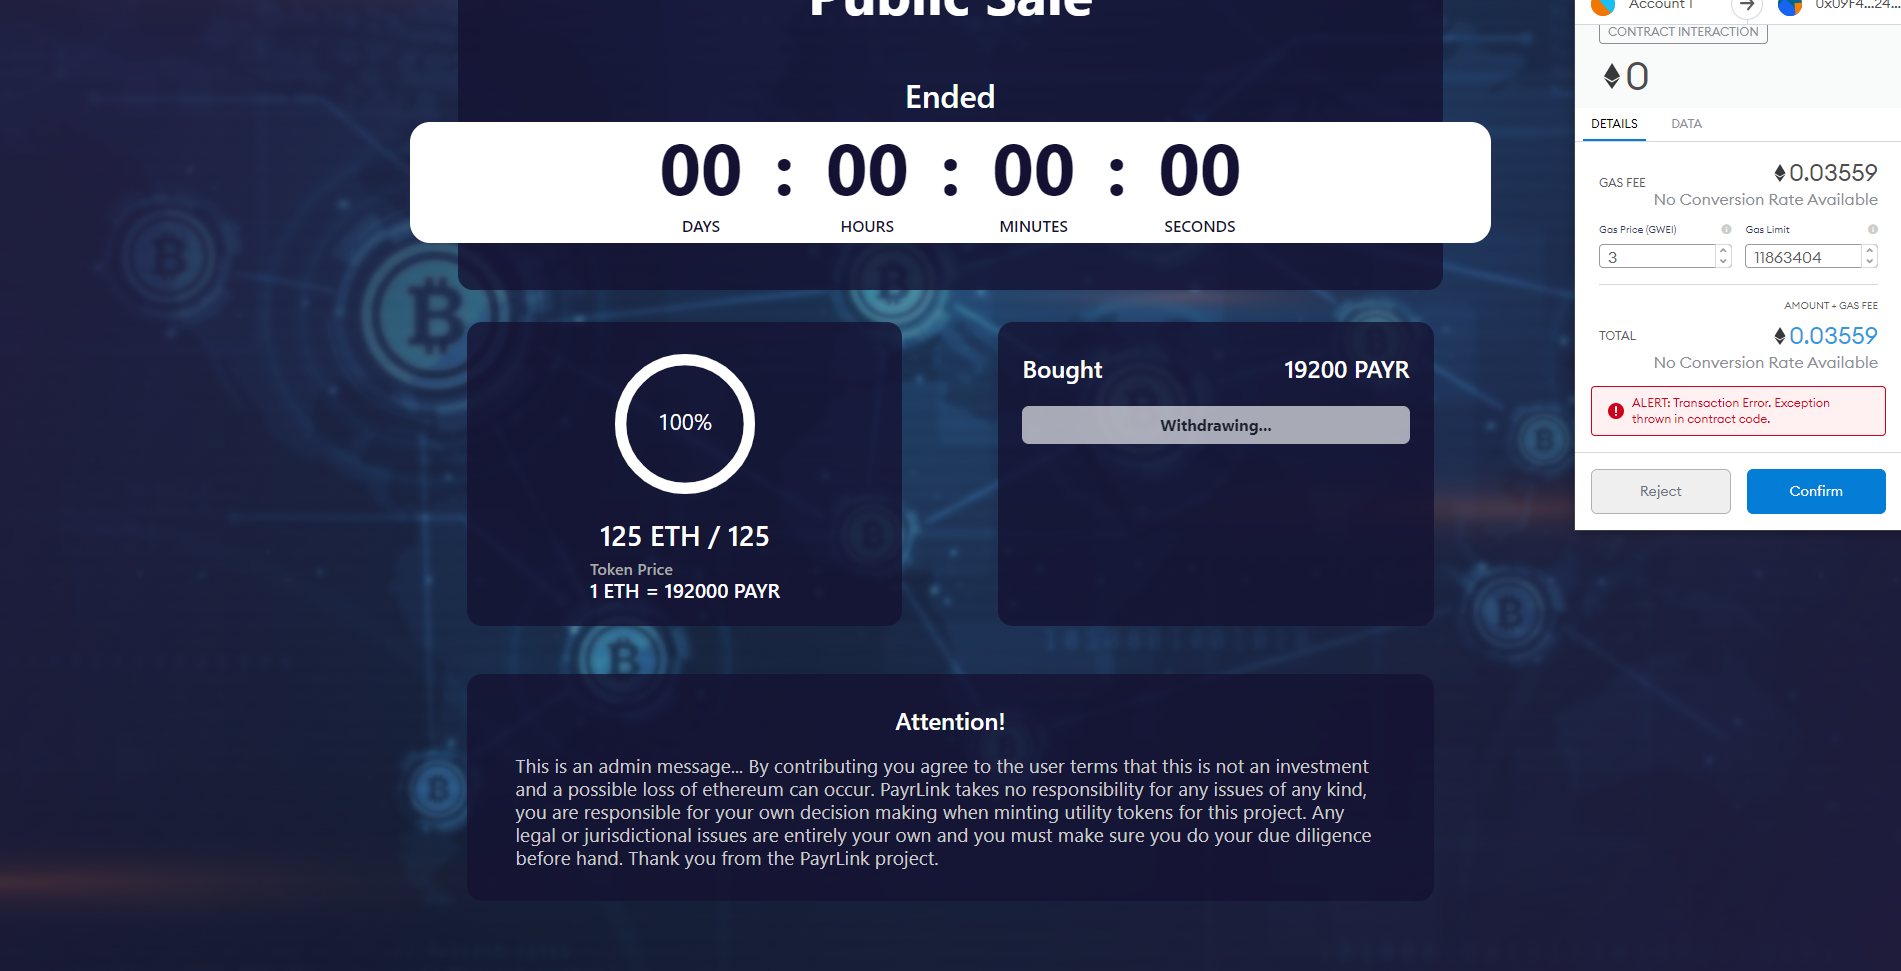 Public Sale
Ended
00 : 00 : 00 : 00
DAYS HOURS MINUTES SECONDS
100%
125 ETH / 125
Token Price
1 ETH = 192000 PAYR
Bought 19200 PAYR
Withdrawing...
Attention!
This is an admin message... By contributing you agree to the user terms that this is not an investment
and a possible loss of ethereum can occur. PayrLink takes no responsibility for any issues of any kind,
you are responsible for your own decision making when minting utility tokens for this project. Any
legal or jurisdictional issues are entirely your own and you must make sure you do your due diligence
before hand. Thank you from the PayrLink project.
Account 1 0x09F4...24...
CONTRACT INTERACTION
0
DETAILS DATA
GAS FEE 0.03559
No Conversion Rate Available
Gas Price (GWEI) Gas Limit
3 11863404
AMOUNT + GAS FEE
TOTAL 0.03559
No Conversion Rate Available
ALERT: Transaction Error. Exception
thrown in contract code.
Reject Confirm